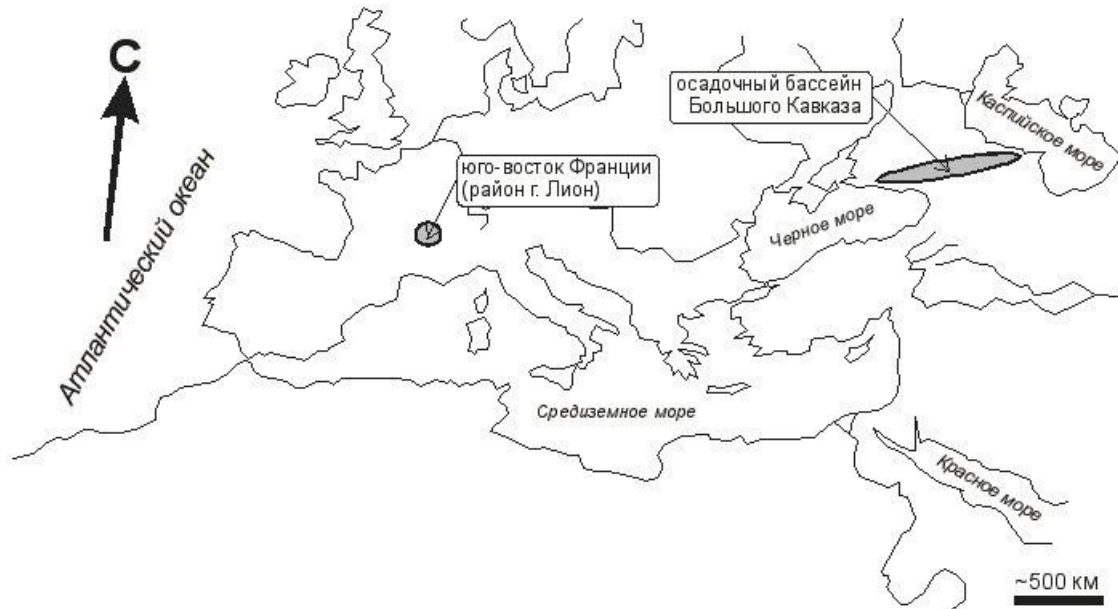 С
осадочный бассейн
Большого Кавказа
Каспийское море
Атлантический океан
юго-восток Франции
(район г. Лион)
Черное море
Средиземное море
Красное море
~500 км